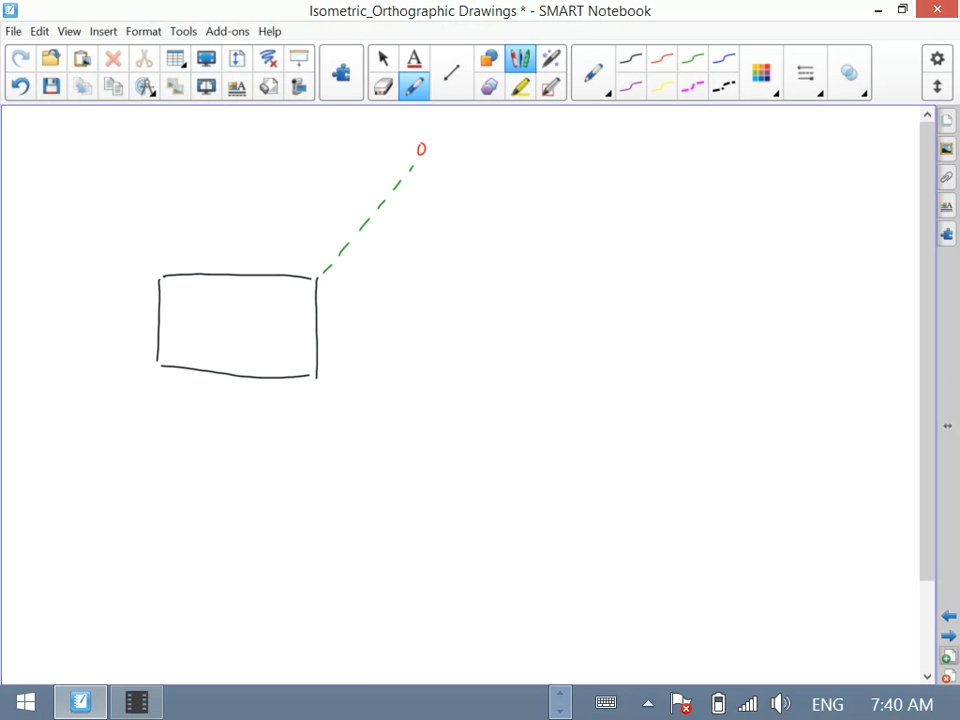 Isometric_Orthographic Drawings * - SMART Notebook
File Edit View Insert Format Tools Add-ons Help
A
0
ENG 7:40 AM